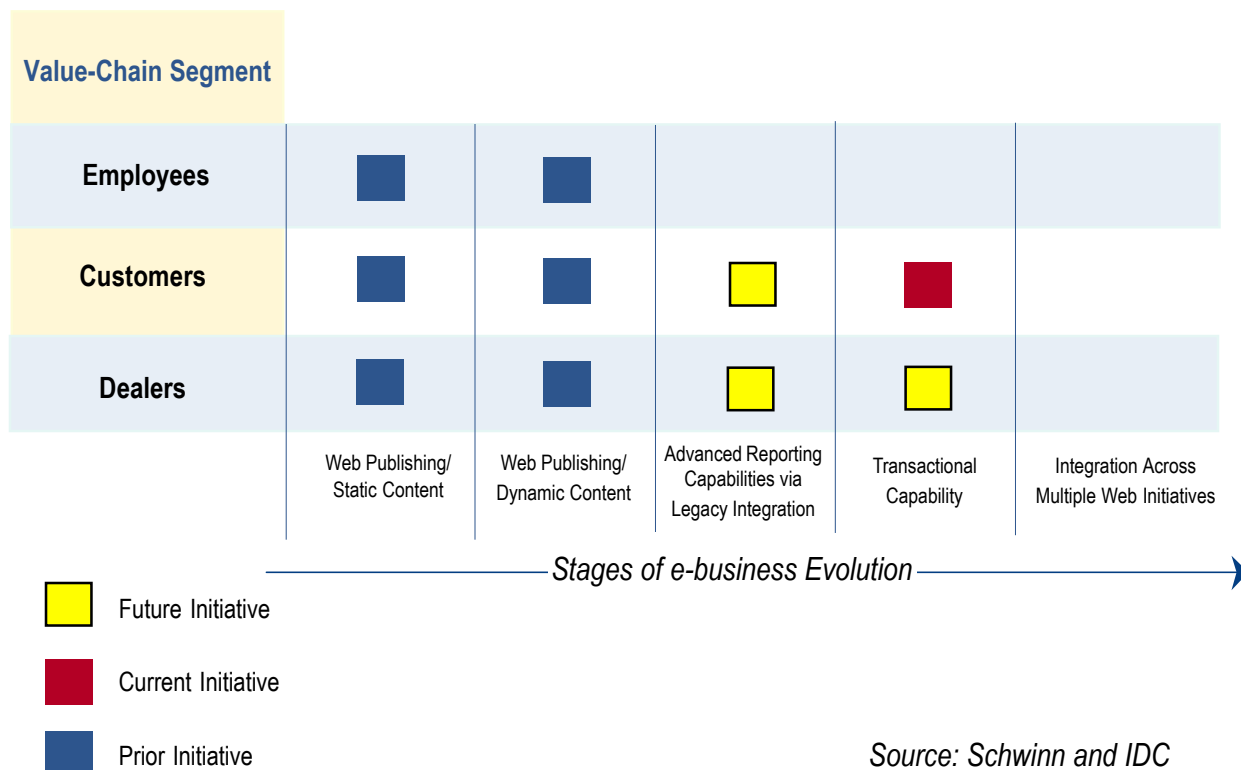 Value-Chain Segment
Employees
Customers
Dealers
Web Publishing/
Static Content
Web Publishing/
Dynamic Content
Advanced Reporting
Capabilities via
Legacy Integration
Transactional
Capability
Integration Across
Multiple Web Initiatives
Stages of e-business Evolution
Future Initiative
Current Initiative
Prior Initiative
Source: Schwinn and IDC